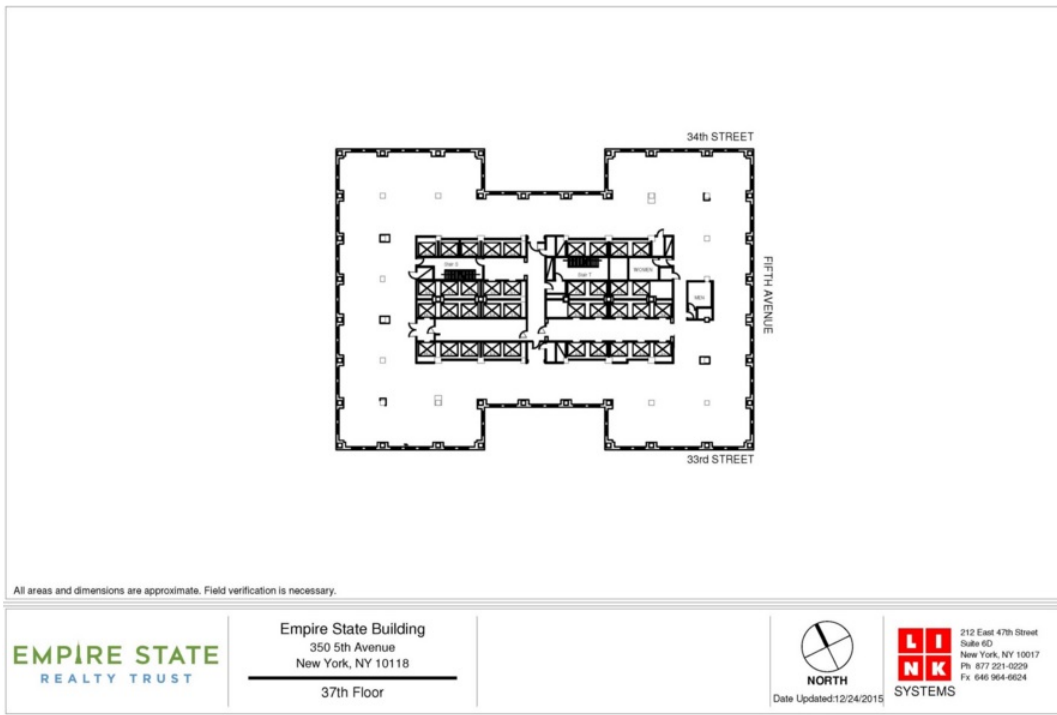 34th STREET
Stair T
WOMEN
MEN
FIFTH AVENUE
33rd STREET
All areas and dimensions are approximate. Field verification is necessary.
EMPIRE STATE
REALTY TRUST
Empire State Building
350 5th Avenue
New York, NY 10118
37th Floor
NORTH
Date Updated:12/24/2015
LINK
SYSTEMS
212 East 47th Street
Suite 6D
New York, NY 10017
Ph 877 221-0229
Fx 646 964-6624